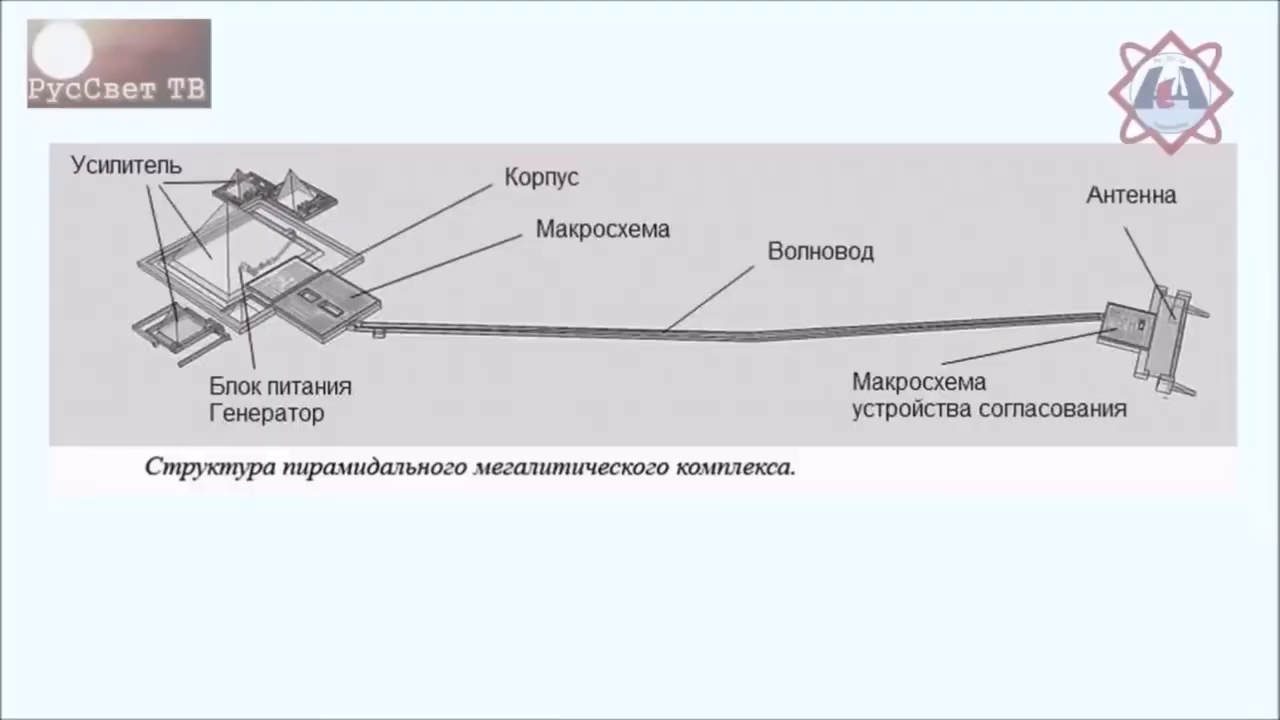 РусСвет ТВ
Усилитель
Корпус
Макросхема
Волновод
Антенна
Блок питания
Генератор
Макросхема
устройства согласования
Структура пирамидального мегалитического комплекса.